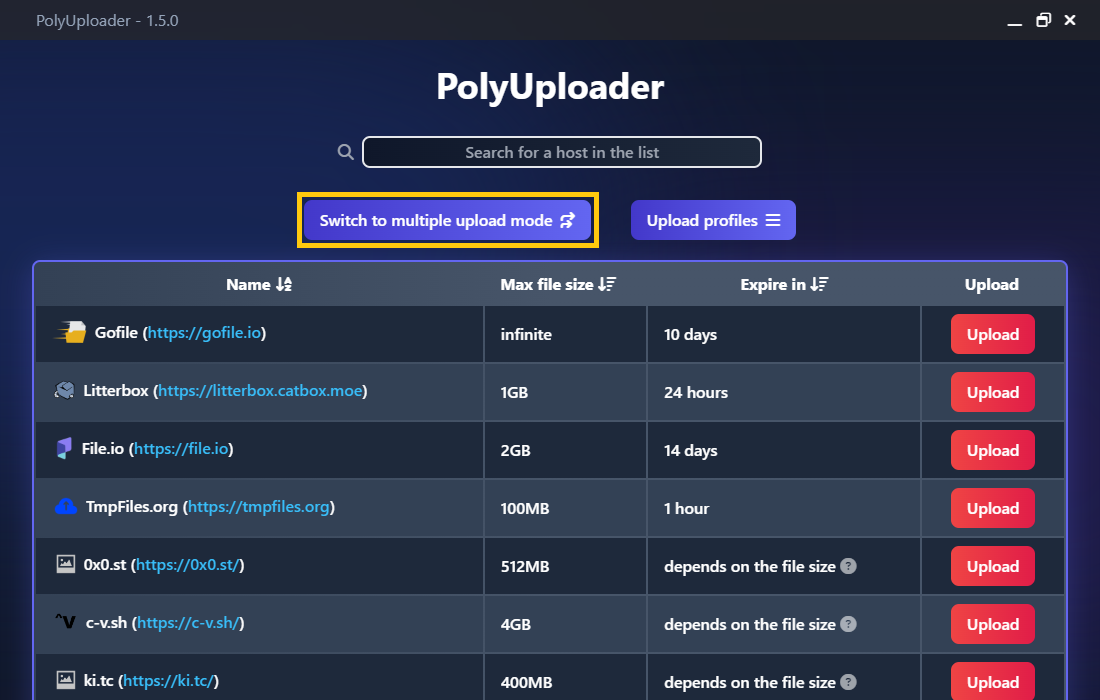 PolyUploader - 1.5.0
PolyUploader
Search for a host in the list
Switch to multiple upload mode Upload profiles
Name Max file size Expire in Upload
Gofile (https://gofile.io) infinite 10 days Upload
Litterbox (https://litterbox.catbox.moe) 1GB 24 hours Upload
File.io (https://file.io) 2GB 14 days Upload
TmpFiles.org (https://tmpfiles.org) 100MB 1 hour Upload
0x0.st (https://0x0.st/) 512MB depends on the file size ? Upload
c-v.sh (https://c-v.sh/) 4GB depends on the file size ? Upload
ki.tc (https://ki.tc/) 400MB depends on the file size ? Upload